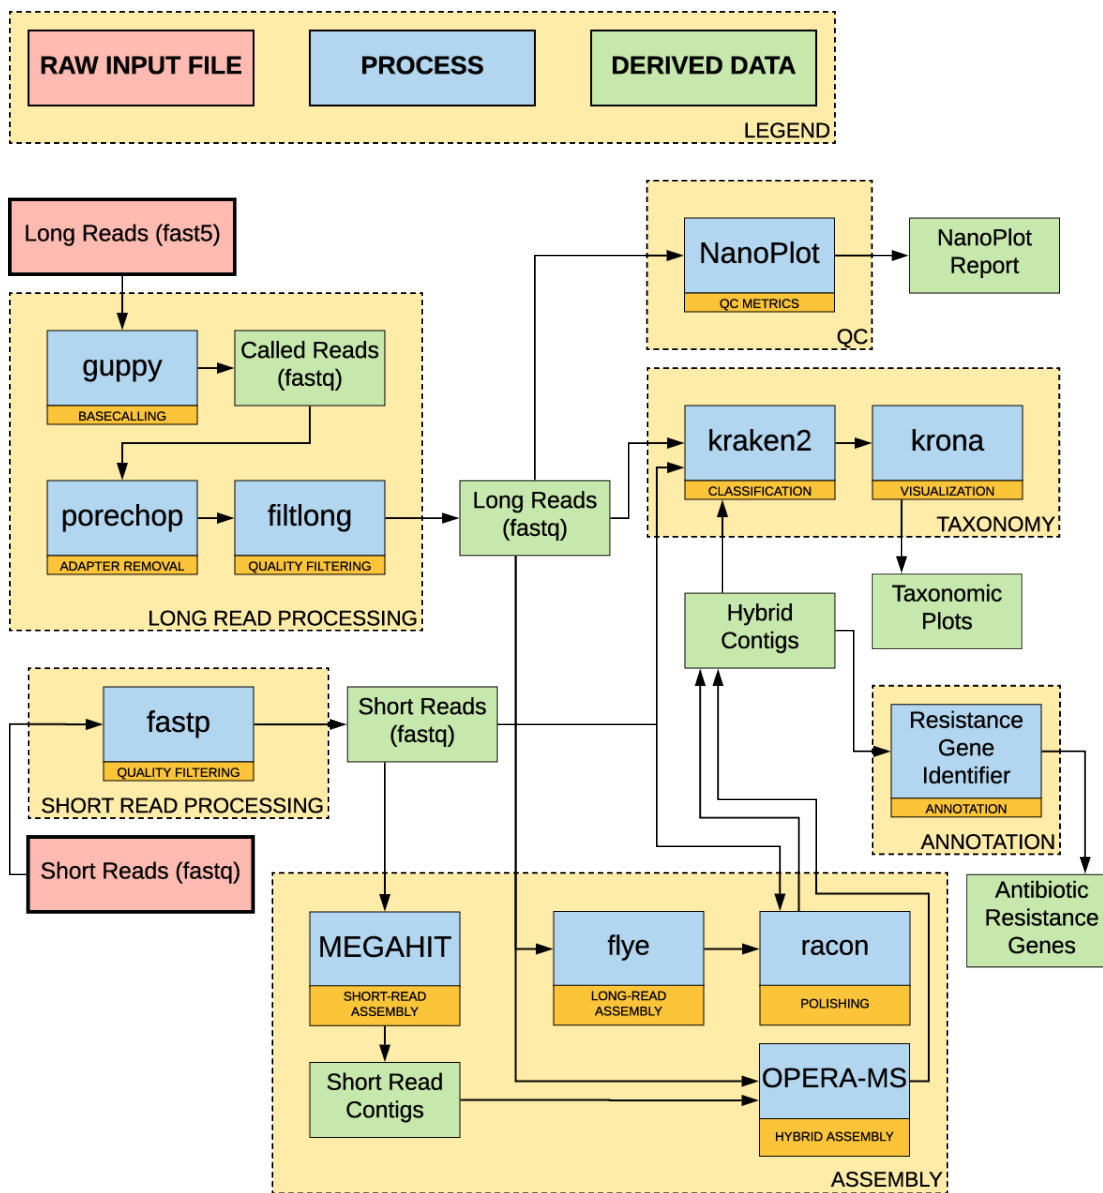 RAW INPUT FILE
PROCESS
DERIVED DATA
LEGEND
Long Reads (fast5)
guppy
BASECALLING
Called Reads
(fastq)
porechop
ADAPTER REMOVAL
filtlong
QUALITY FILTERING
LONG READ PROCESSING
Long Reads
(fastq)
NanoPlot
QC METRICS
QC
NanoPlot
Report
kraken2
CLASSIFICATION
krona
VISUALIZATION
TAXONOMY
Taxonomic
Plots
Hybrid
Contigs
fastp
QUALITY FILTERING
SHORT READ PROCESSING
Short Reads
(fastq)
Short Reads (fastq)
Resistance
Gene
Identifier
ANNOTATION
ANNOTATION
Antibiotic
Resistance
Genes
MEGAHIT
SHORT-READ
ASSEMBLY
flye
LONG-READ
ASSEMBLY
racon
POLISHING
Short Read
Contigs
OPERA-MS
HYBRID ASSEMBLY
ASSEMBLY